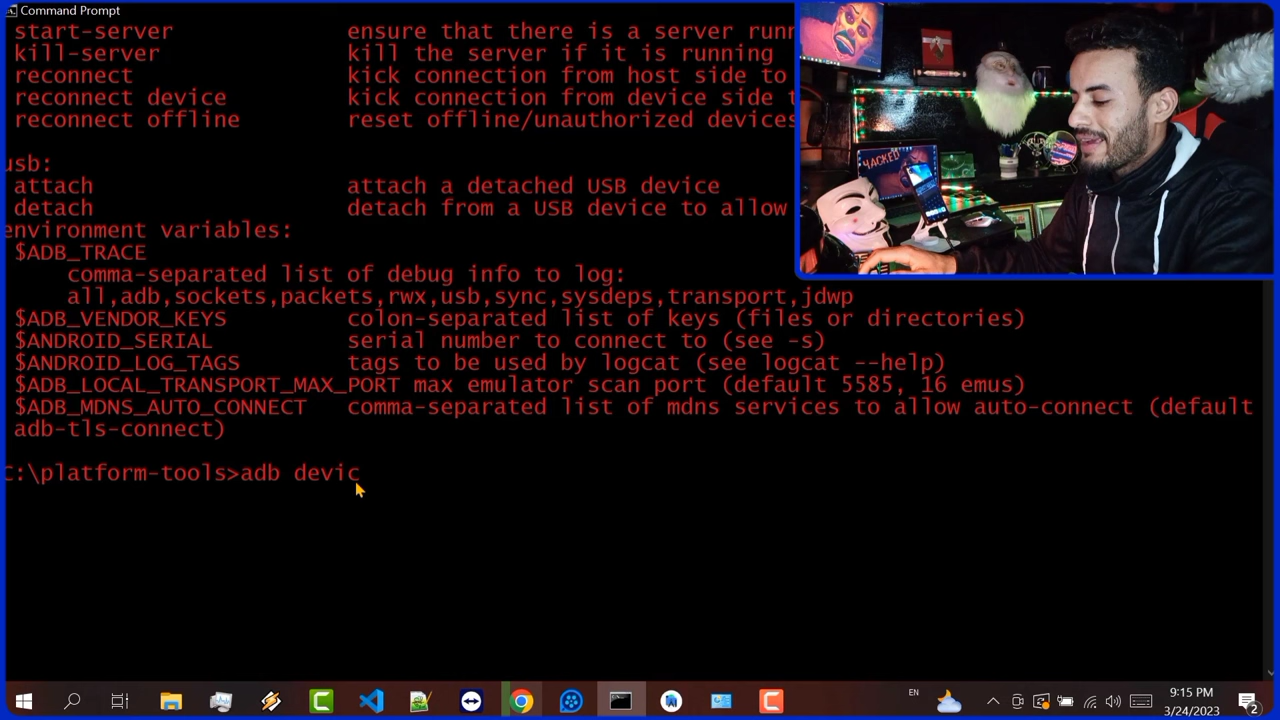 Command Prompt
start-server ensure that there is a server runn
kill-server kill the server if it is running
reconnect kick connection from host side to
reconnect device kick connection from device side t
reconnect offline reset offline/unauthorized devices
usb:
attach attach a detached USB device
detach detach from a USB device to allow
environment variables:
$ADB_TRACE
comma-separated list of debug info to log:
all,adb,sockets,packets,rwx,usb,sync,sysdeps,transport,jdwp
$ADB_VENDOR_KEYS colon-separated list of keys (files or directories)
$ANDROID_SERIAL serial number to connect to (see -s)
$ANDROID_LOG_TAGS tags to be used by logcat (see logcat --help)
$ADB_LOCAL_TRANSPORT_MAX_PORT max emulator scan port (default 5585, 16 emus)
$ADB_MDNS_AUTO_CONNECT comma-separated list of mdns services to allow auto-connect (default
adb-tls-connect)
C:\platform-tools>adb devic
HACKED
EN
9:15 PM
3/24/2023
2